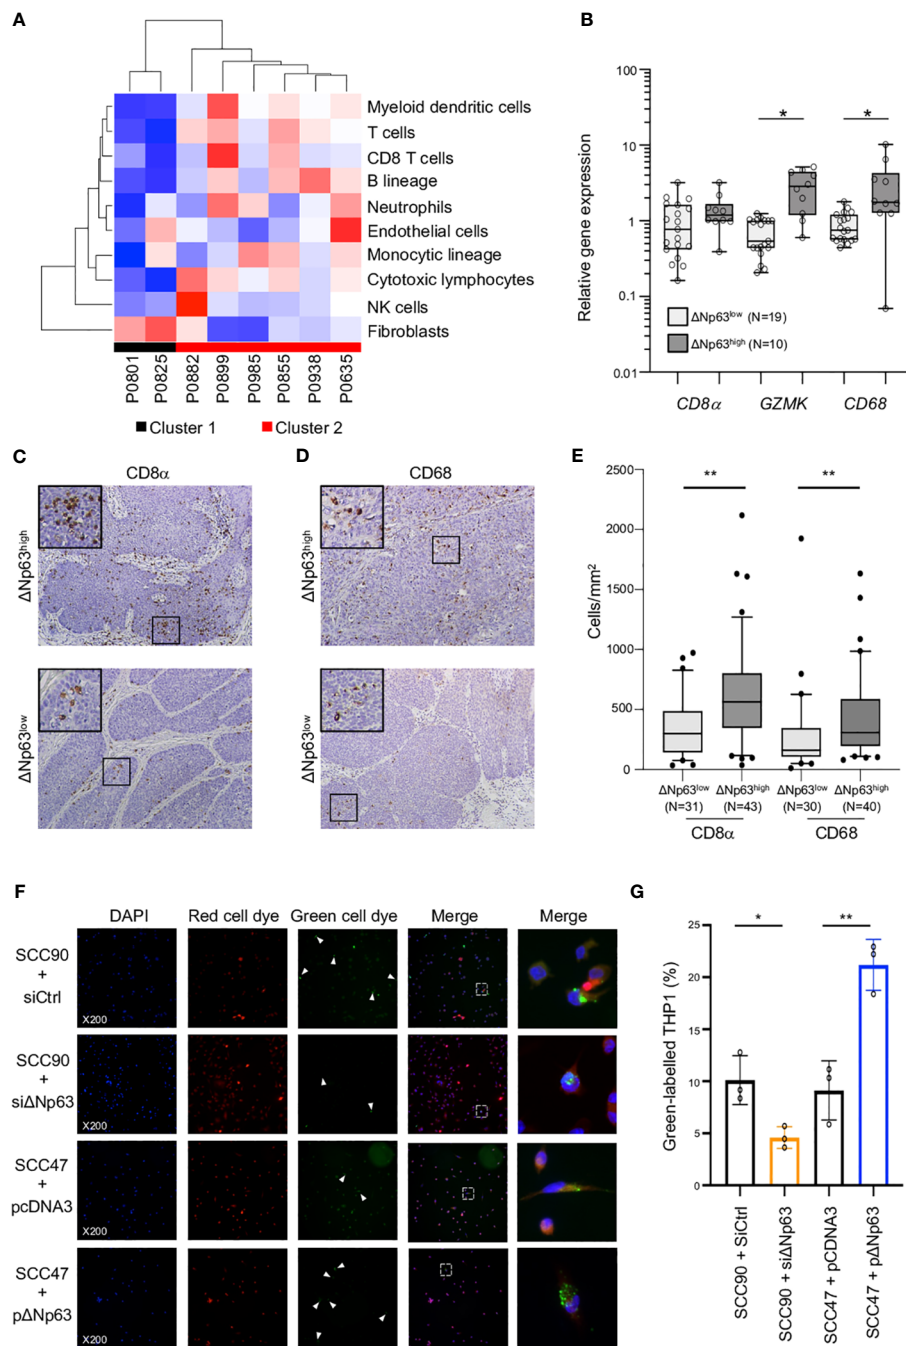 A
Myeloid dendritic cells
T cells
CD8 T cells
B lineage
Neutrophils
Endothelial cells
Monocytic lineage
Cytotoxic lymphocytes
NK cells
Fibroblasts
P0801
P0825
P0882
P0899
P0985
P0855
P0938
P0635
Cluster 1
Cluster 2
B
Relative gene expression
100
10
1
0.1
0.01
*
*
ΔNp63low (N=19)
ΔNp63high (N=10)
CD8α
GZMK
CD68
C
CD8α
ΔNp63high
ΔNp63low
D
CD68
ΔNp63high
ΔNp63low
E
Cells/mm2
2500
2000
1500
1000
500
0
**
**
ΔNp63low
(N=31)
ΔNp63high
(N=43)
ΔNp63low
(N=30)
ΔNp63high
(N=40)
CD8α
CD68
F
DAPI
Red cell dye
Green cell dye
Merge
Merge
SCC90
+
siCtrl
X200
SCC90
+
siΔNp63
X200
SCC47
+
pcDNA3
X200
SCC47
+
pΔNp63
X200
G
Green-labelled THP1 (%)
25
20
15
10
5
0
*
**
SCC90 + SiCtrl
SCC90 + siΔNp63
SCC47 + pCDNA3
SCC47 + pΔNp63